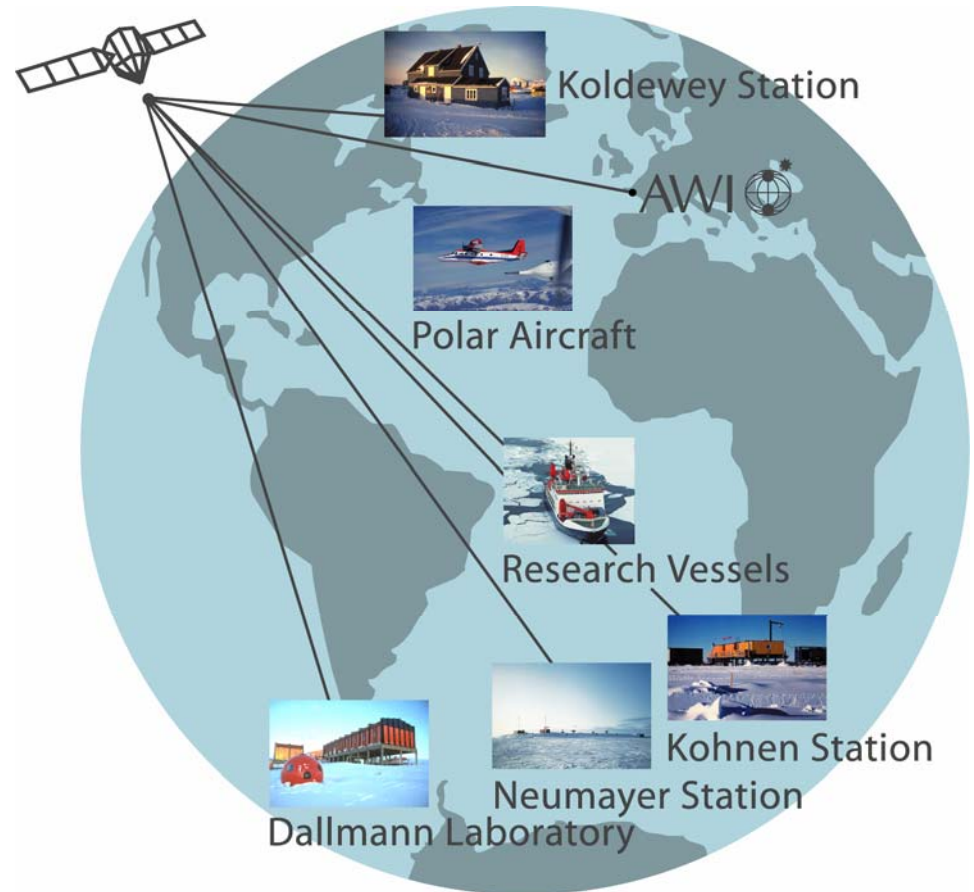 Koldewey Station
AWI
Polar Aircraft
Research Vessels
Kohnen Station
Neumayer Station
Dallmann Laboratory